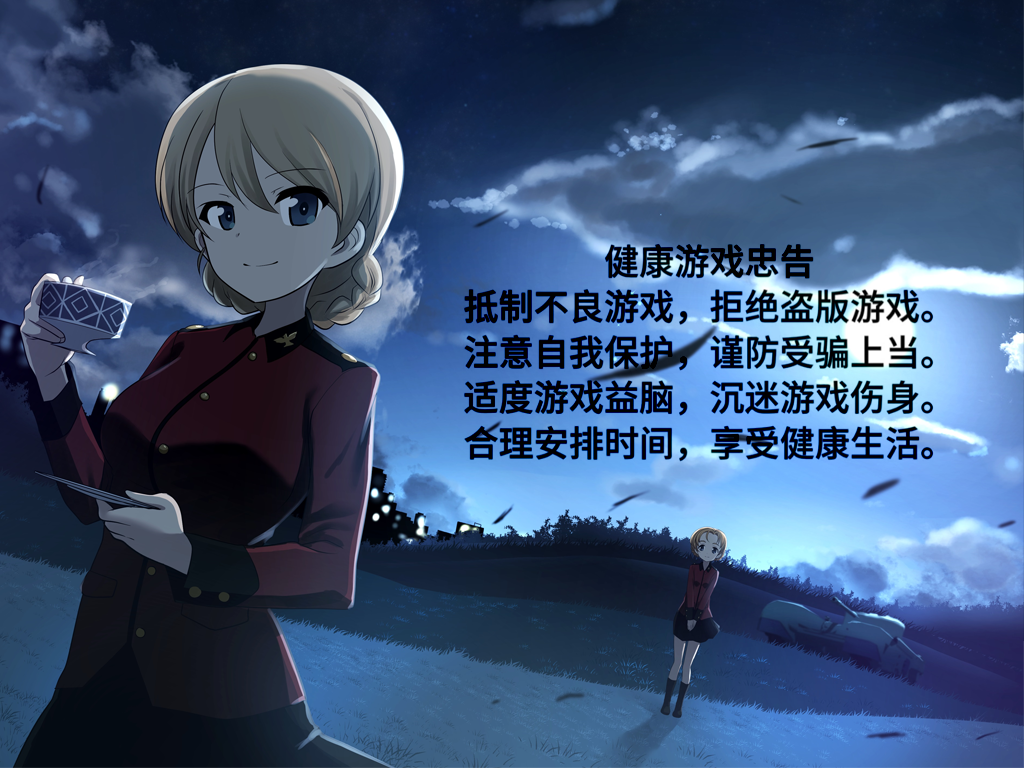 健康游戏忠告
抵制不良游戏，拒绝盗版游戏。
注意自我保护，谨防受骗上当。
适度游戏益脑，沉迷游戏伤身。
合理安排时间，享受健康生活。